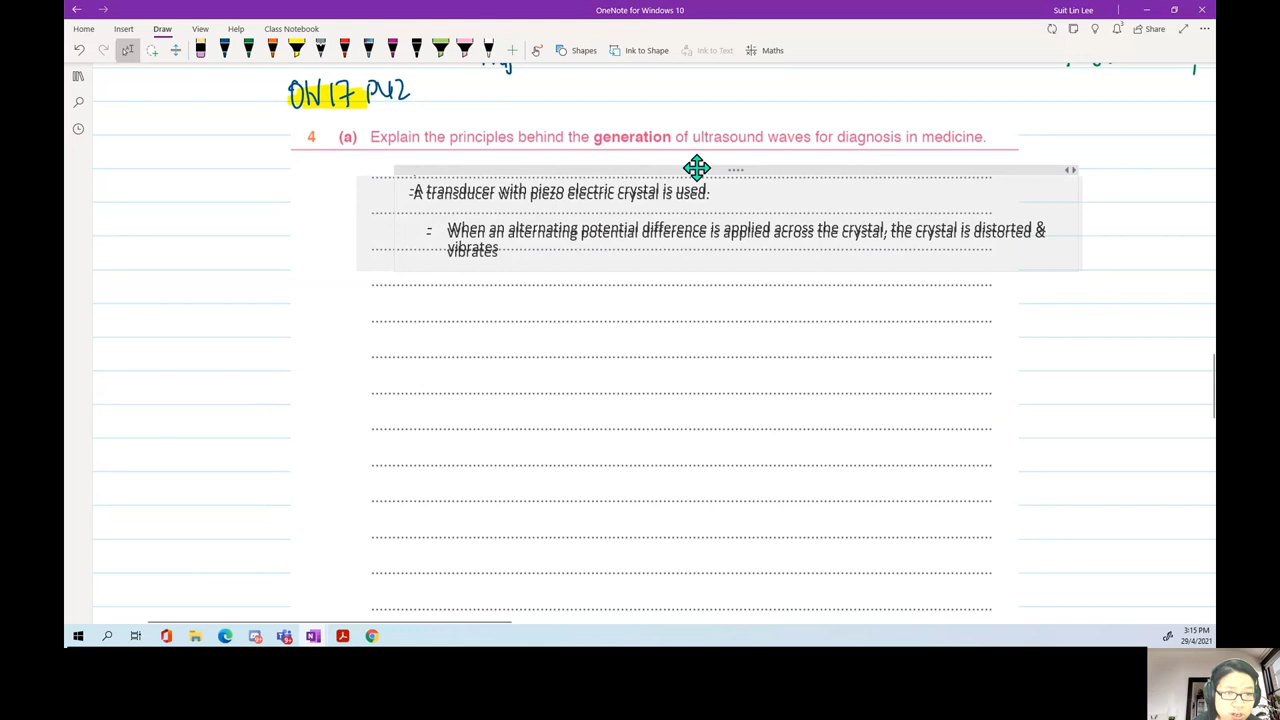 OneNote for Windows 10
Suit Lin Lee
Home Insert Draw View Help Class Notebook
Share
Shapes Ink to Shape Ink to Text Maths
ON 17 P42
4 (a) Explain the principles behind the generation of ultrasound waves for diagnosis in medicine.
-A transducer with piezo electric crystal is used.
- When an alternating potential difference is applied across the crystal, the crystal is distorted &
vibrates
3:15 PM
29/4/2021